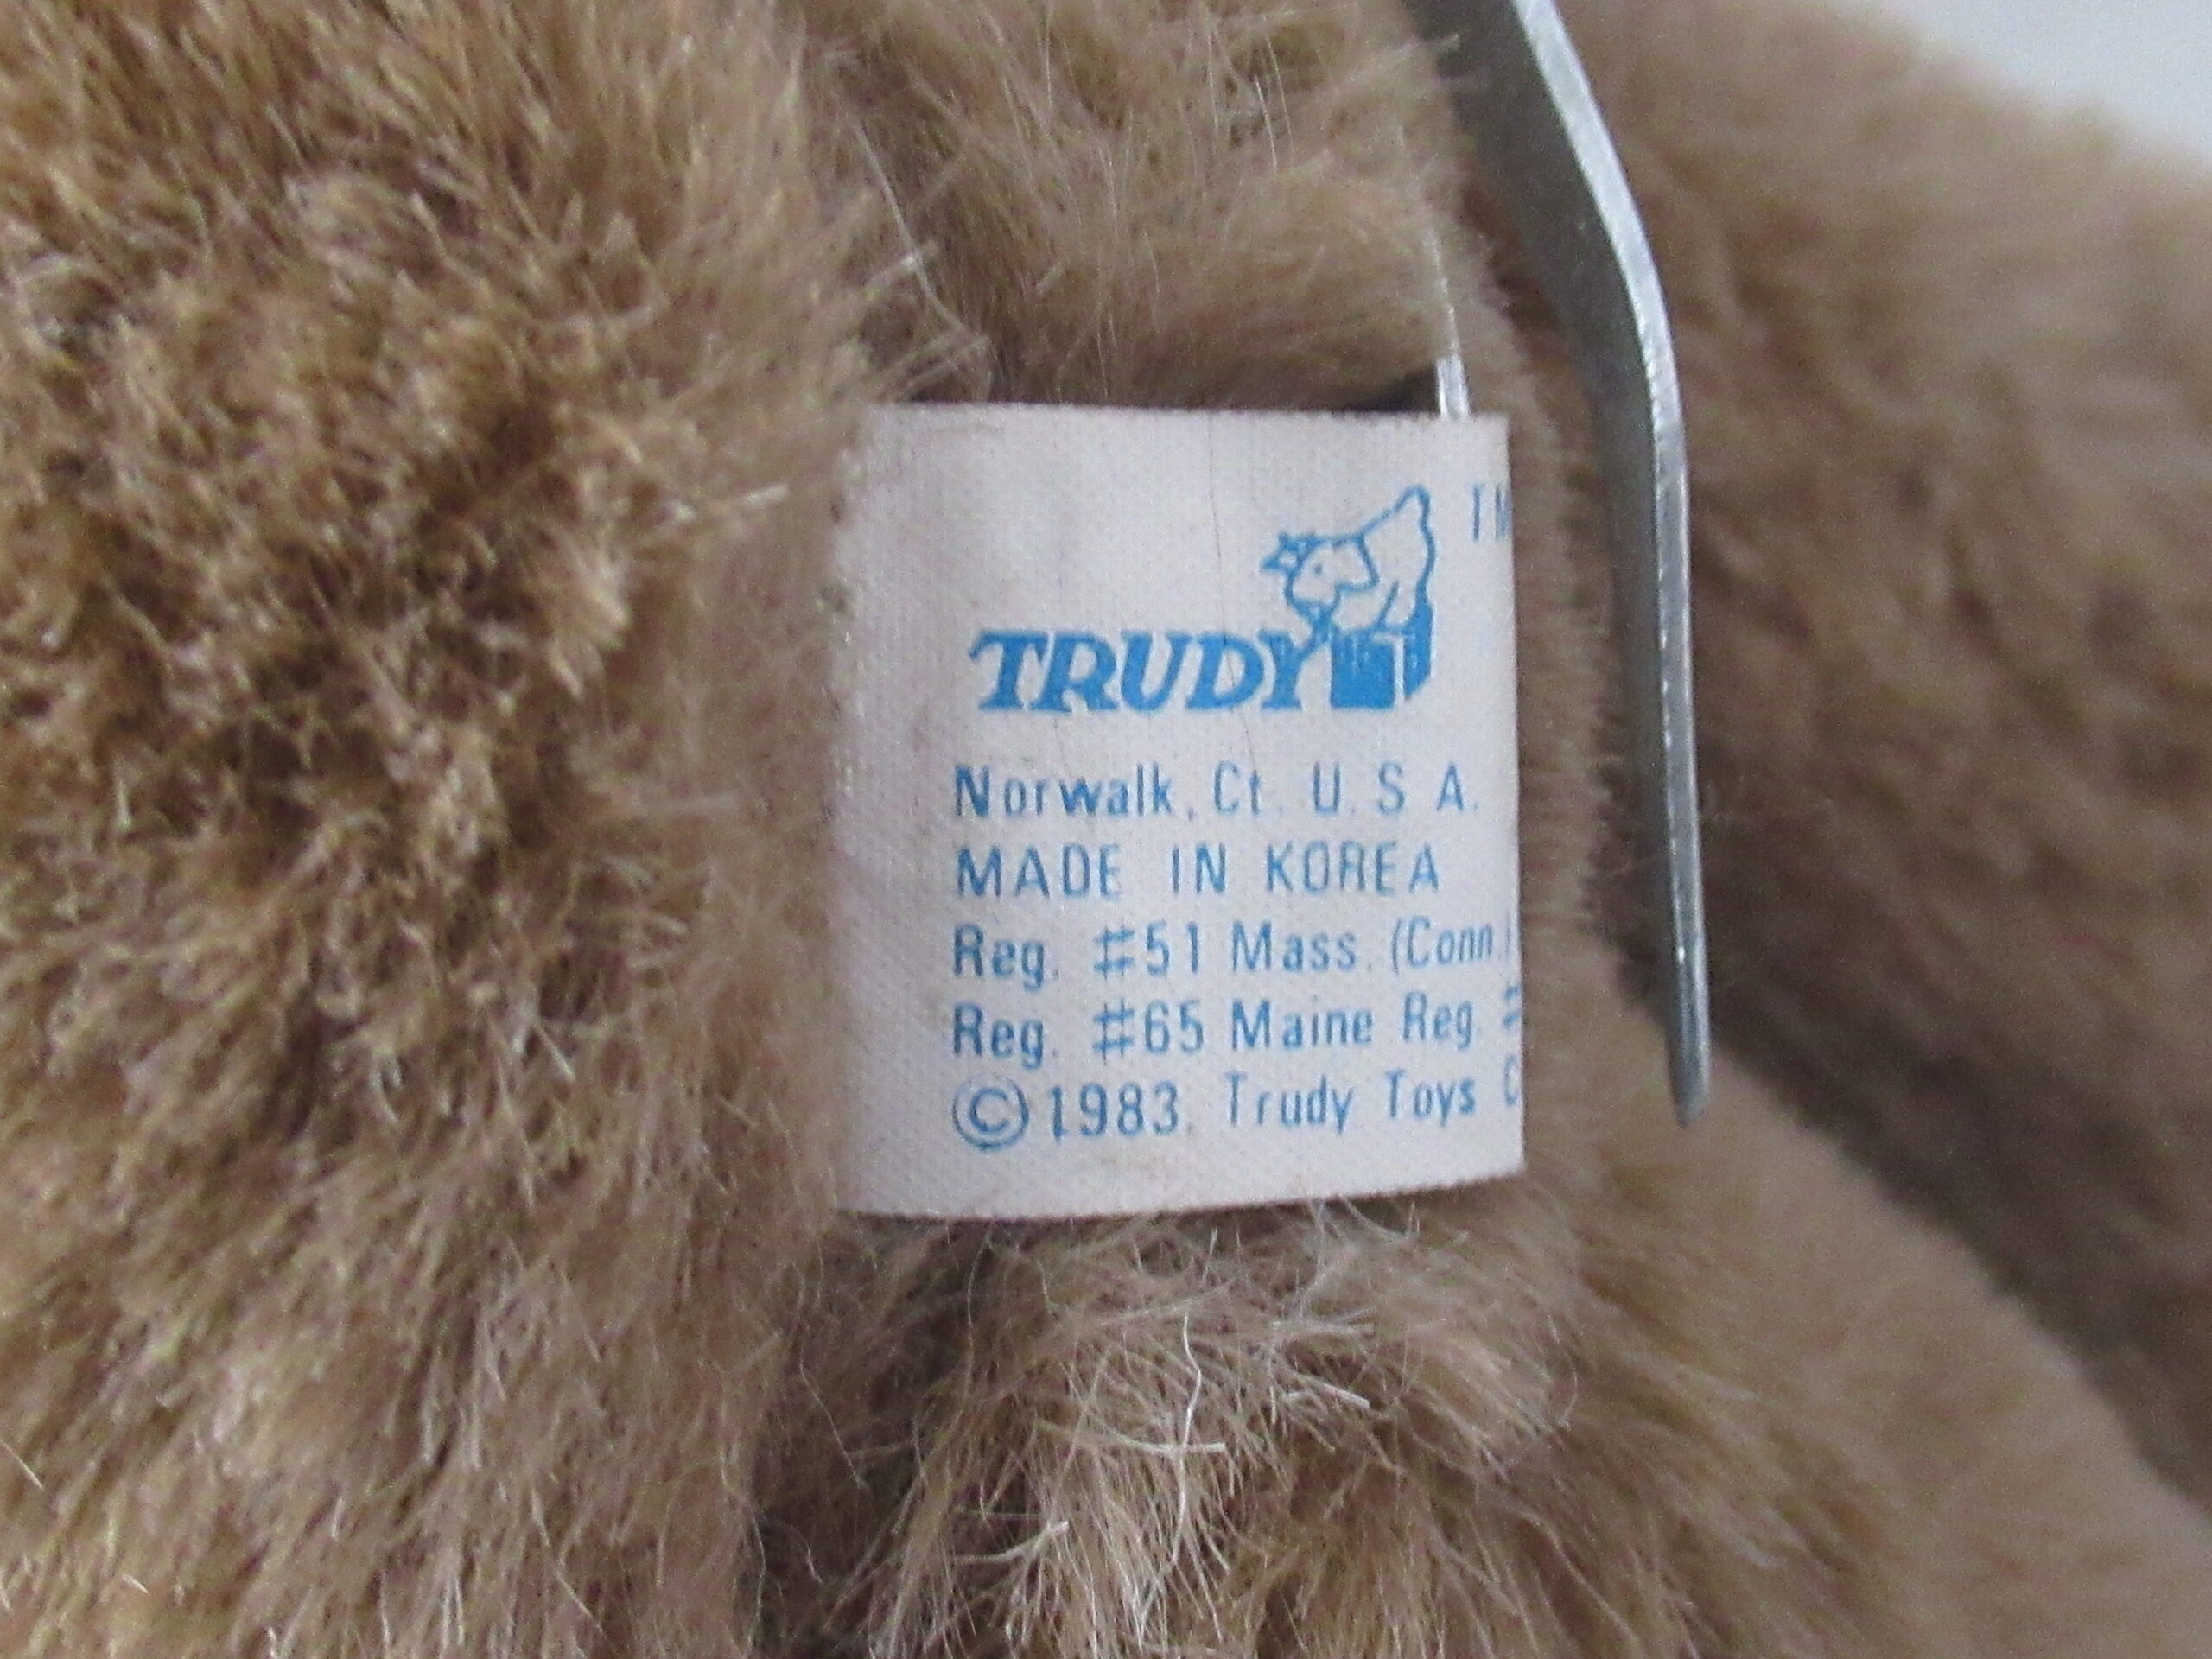 TM
TRUDY
Norwalk, Ct. U.S.A.
MADE IN KOREA
Reg. #51 Mass. (Conn.)
Reg. #65 Maine Reg. #
©1983. Trudy Toys C